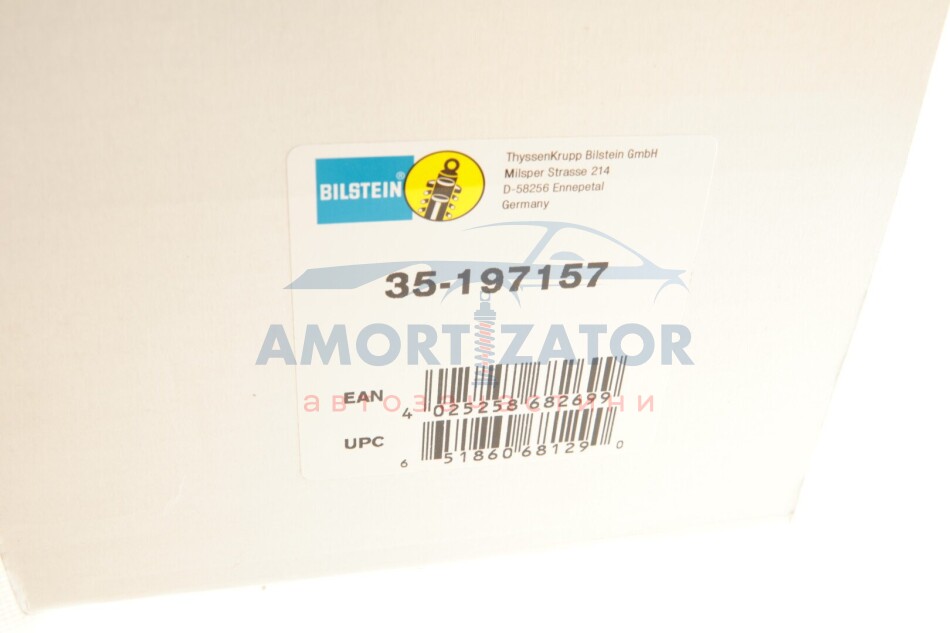 BILSTEIN®
ThyssenKrupp Bilstein GmbH
Milsper Strasse 214
D-58256 Ennepetal
Germany
35-197157
AMORTIZATOR
автозапчастини
EAN
4 025258 682699
UPC
6 51860 68129 0